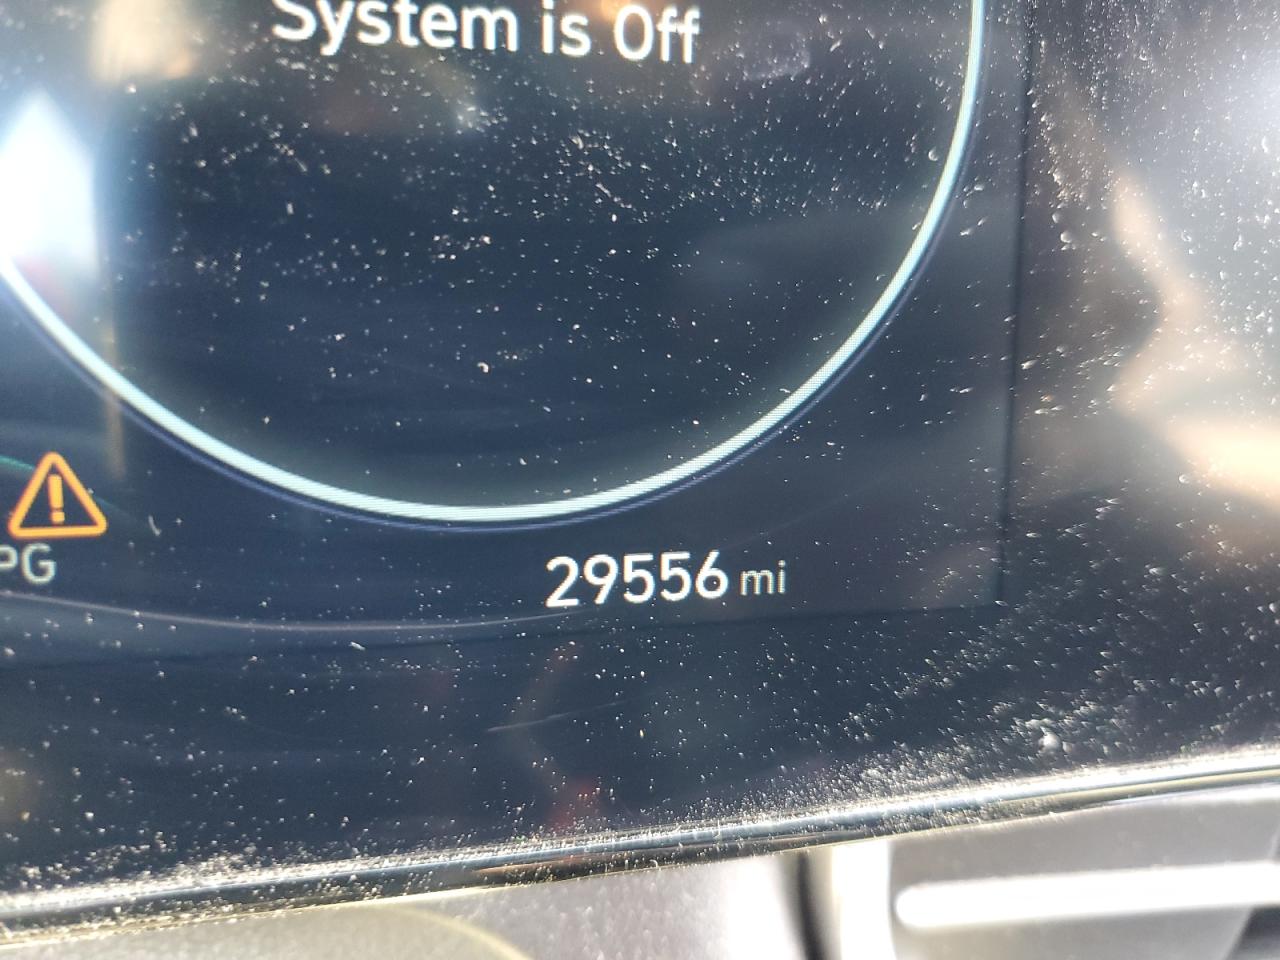 System is Off
PG
29556 mi